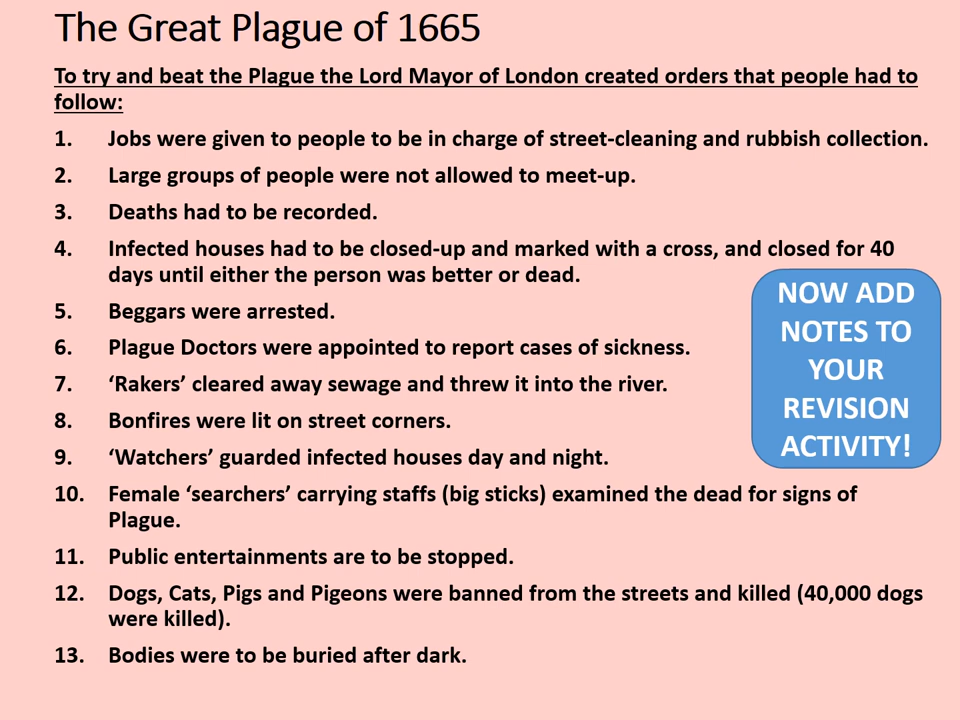 The Great Plague of 1665
To try and beat the Plague the Lord Mayor of London created orders that people had to
follow:
1. Jobs were given to people to be in charge of street-cleaning and rubbish collection.
2. Large groups of people were not allowed to meet-up.
3. Deaths had to be recorded.
4. Infected houses had to be closed-up and marked with a cross, and closed for 40
days until either the person was better or dead.
5. Beggars were arrested.
6. Plague Doctors were appointed to report cases of sickness.
7. ‘Rakers’ cleared away sewage and threw it into the river.
8. Bonfires were lit on street corners.
9. ‘Watchers’ guarded infected houses day and night.
10. Female ‘searchers’ carrying staffs (big sticks) examined the dead for signs of
Plague.
11. Public entertainments are to be stopped.
12. Dogs, Cats, Pigs and Pigeons were banned from the streets and killed (40,000 dogs
were killed).
13. Bodies were to be buried after dark.
NOW ADD
NOTES TO
YOUR
REVISION
ACTIVITY!